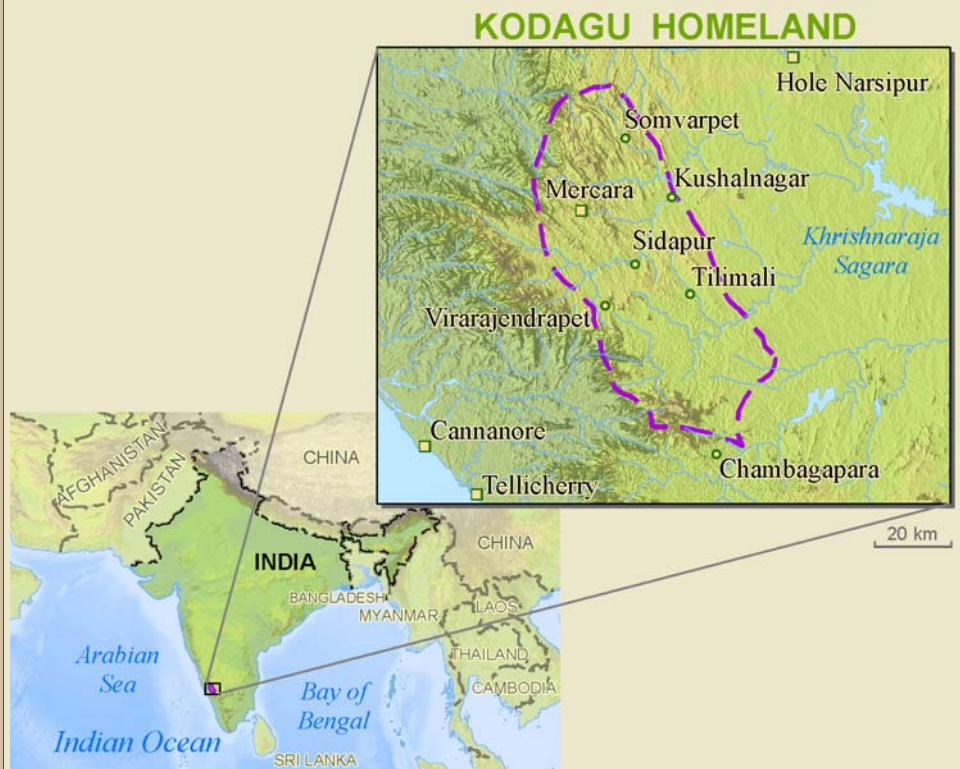 KODAGU HOMELAND
Hole Narsipur
Somvarpet
Kushalnagar
Mercara
Khrishnaraja
Sagara
Sidapur
Tilimali
Virarajendrapet
Cannanore
Chambagapara
Tellicherry
20 km
AFGHANISTAN
PAKISTAN
CHINA
CHINA
INDIA
BANGLADESH
MYANMAR
LAOS
THAILAND
CAMBODIA
Arabian
Sea
Bay of
Bengal
Indian Ocean
SRI LANKA